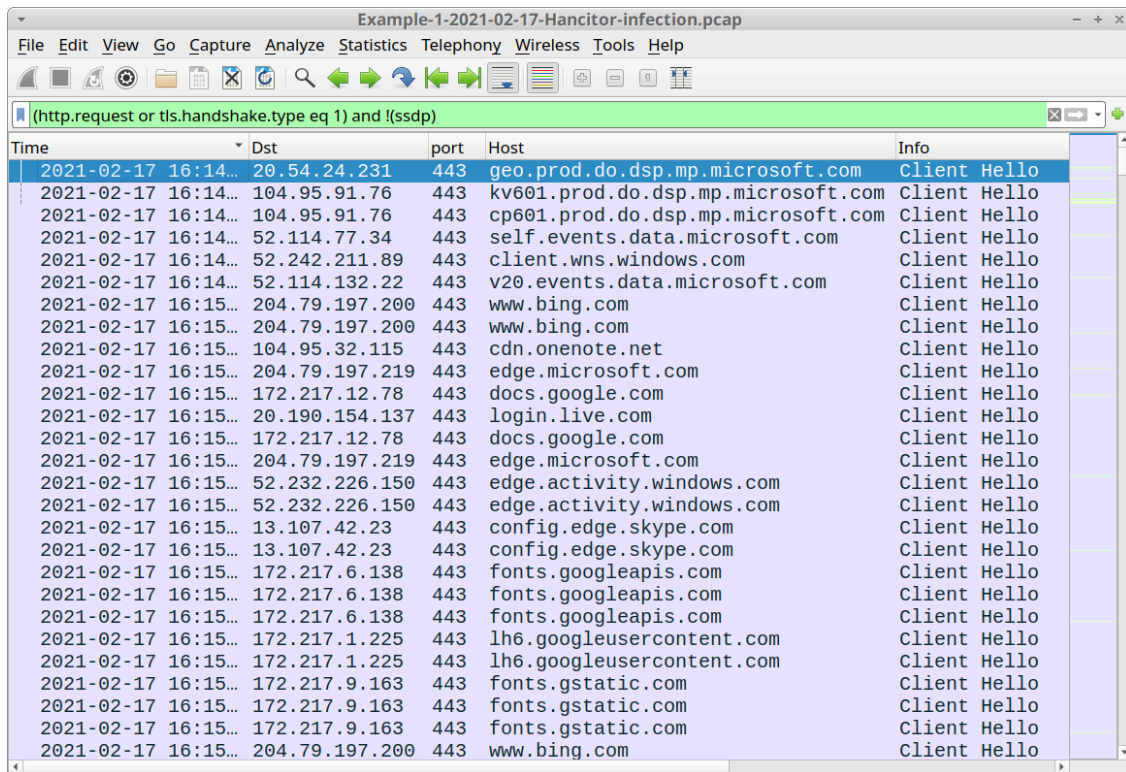 Example-1-2021-02-17-Hancitor-infection.pcap
File Edit View Go Capture Analyze Statistics Telephony Wireless Tools Help
(http.request or tls.handshake.type eq 1) and !(ssdp)
Time Dst port Host Info
2021-02-17 16:14… 20.54.24.231 443 geo.prod.do.dsp.mp.microsoft.com Client Hello
2021-02-17 16:14… 104.95.91.76 443 kv601.prod.do.dsp.mp.microsoft.com Client Hello
2021-02-17 16:14… 104.95.91.76 443 cp601.prod.do.dsp.mp.microsoft.com Client Hello
2021-02-17 16:14… 52.114.77.34 443 self.events.data.microsoft.com Client Hello
2021-02-17 16:14… 52.242.211.89 443 client.wns.windows.com Client Hello
2021-02-17 16:14… 52.114.132.22 443 v20.events.data.microsoft.com Client Hello
2021-02-17 16:15… 204.79.197.200 443 www.bing.com Client Hello
2021-02-17 16:15… 204.79.197.200 443 www.bing.com Client Hello
2021-02-17 16:15… 104.95.32.115 443 cdn.onenote.net Client Hello
2021-02-17 16:15… 204.79.197.219 443 edge.microsoft.com Client Hello
2021-02-17 16:15… 172.217.12.78 443 docs.google.com Client Hello
2021-02-17 16:15… 20.190.154.137 443 login.live.com Client Hello
2021-02-17 16:15… 172.217.12.78 443 docs.google.com Client Hello
2021-02-17 16:15… 204.79.197.219 443 edge.microsoft.com Client Hello
2021-02-17 16:15… 52.232.226.150 443 edge.activity.windows.com Client Hello
2021-02-17 16:15… 52.232.226.150 443 edge.activity.windows.com Client Hello
2021-02-17 16:15… 13.107.42.23 443 config.edge.skype.com Client Hello
2021-02-17 16:15… 13.107.42.23 443 config.edge.skype.com Client Hello
2021-02-17 16:15… 172.217.6.138 443 fonts.googleapis.com Client Hello
2021-02-17 16:15… 172.217.6.138 443 fonts.googleapis.com Client Hello
2021-02-17 16:15… 172.217.6.138 443 fonts.googleapis.com Client Hello
2021-02-17 16:15… 172.217.1.225 443 lh6.googleusercontent.com Client Hello
2021-02-17 16:15… 172.217.1.225 443 lh6.googleusercontent.com Client Hello
2021-02-17 16:15… 172.217.9.163 443 fonts.gstatic.com Client Hello
2021-02-17 16:15… 172.217.9.163 443 fonts.gstatic.com Client Hello
2021-02-17 16:15… 172.217.9.163 443 fonts.gstatic.com Client Hello
2021-02-17 16:15… 204.79.197.200 443 www.bing.com Client Hello